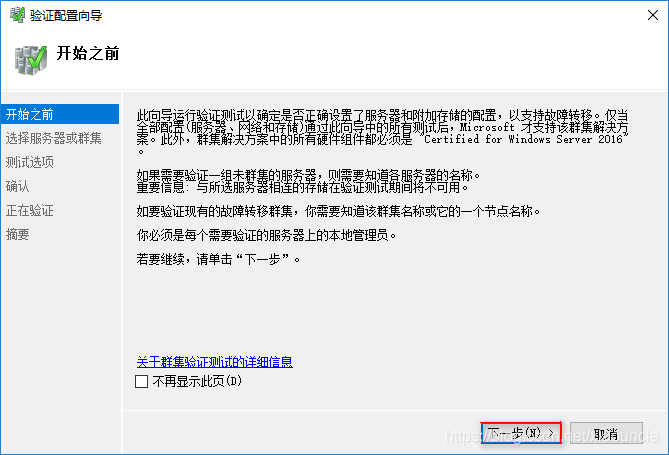 验证配置向导
开始之前
开始之前
选择服务器或群集
测试选项
确认
正在验证
摘要
此向导运行验证测试以确定是否正确设置了服务器和附加存储的配置，以支持故障转移。仅当
全部配置(服务器、网络和存储)通过此向导中的所有测试后，Microsoft 才支持该群集解决方
案。此外，群集解决方案中的所有硬件组件都必须是 "Certified for Windows Server 2016"
。
如果需要验证一组未群集的服务器，则需要知道各服务器的名称。
重要信息: 与所选服务器相连的存储在验证测试期间将不可用。
如要验证现有的故障转移群集，你需要知道该群集名称或它的一个节点名称。
你必须是每个需要验证的服务器上的本地管理员。
若要继续，请单击“下一步”。
关于群集验证测试的详细信息
不再显示此页(D)
下一步(N) >
取消